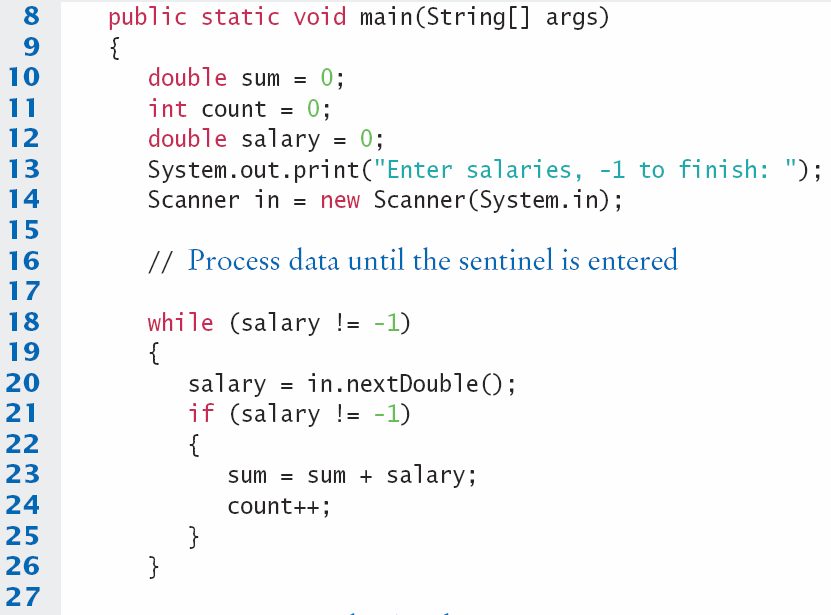 8 public static void main(String[] args)
9 {
10 double sum = 0;
11 int count = 0;
12 double salary = 0;
13 System.out.print("Enter salaries, -1 to finish: ");
14 Scanner in = new Scanner(System.in);
15
16 // Process data until the sentinel is entered
17
18 while (salary != -1)
19 {
20 salary = in.nextDouble();
21 if (salary != -1)
22 {
23 sum = sum + salary;
24 count++;
25 }
26 }
27